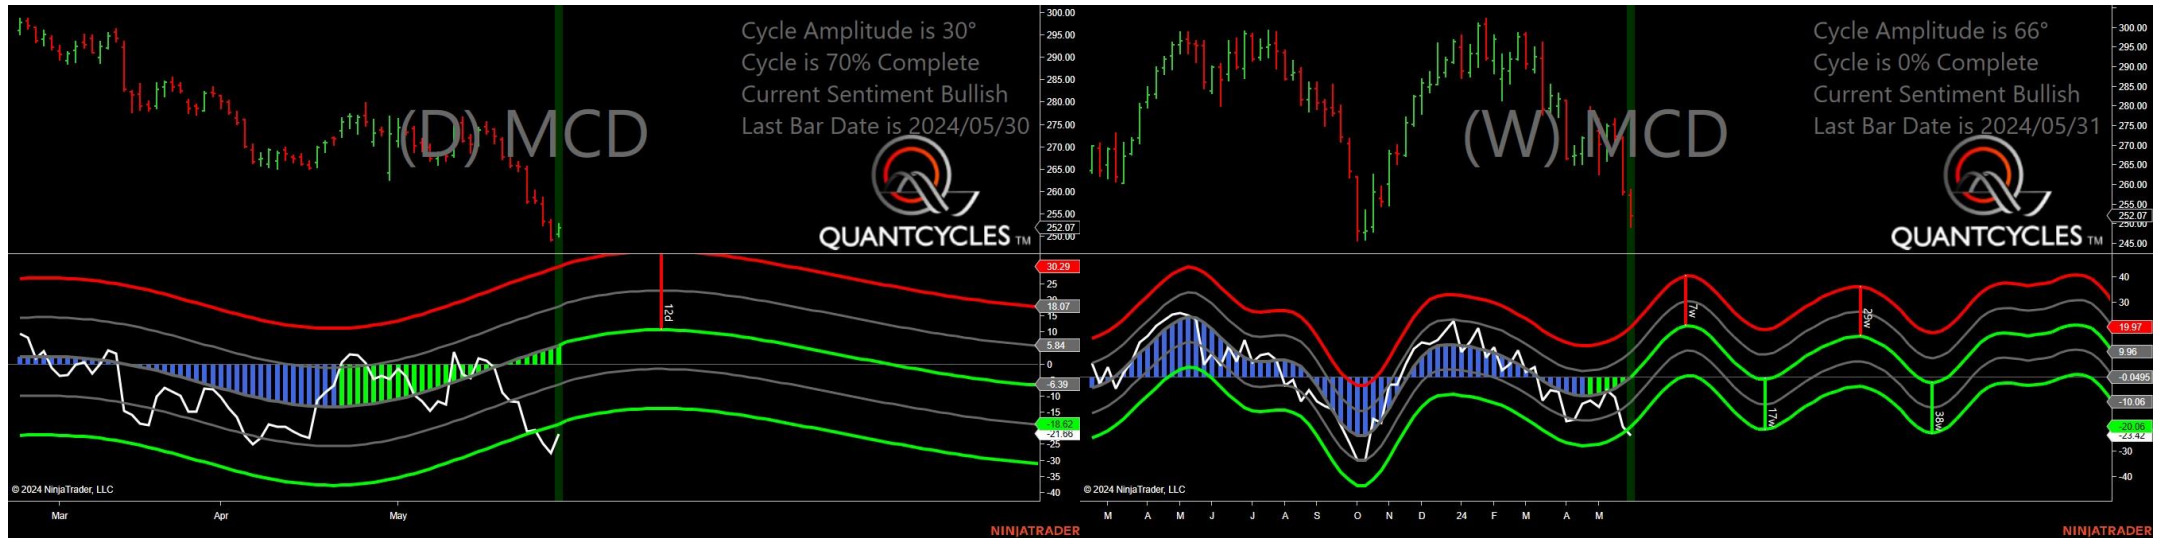 Cycle Amplitude is 30°
Cycle is 70% Complete
Current Sentiment Bullish
Last Bar Date is 2024/05/30
(D) MCD
QUANTCYCLES TM
300.00
295.00
290.00
285.00
280.00
275.00
270.00
265.00
260.00
255.00
252.07
250.00
30.29
25
18.07
15
10
5.84
0
-6.39
-10
-15
-18.62
-21.66
-25
-30
-35
-40
12d
© 2024 NinjaTrader, LLC
Mar
Apr
May
NINJATRADER
Cycle Amplitude is 66°
Cycle is 0% Complete
Current Sentiment Bullish
Last Bar Date is 2024/05/31
(W) MCD
QUANTCYCLES TM
300.00
295.00
290.00
285.00
280.00
275.00
270.00
265.00
260.00
255.00
252.07
245.00
40
30
19.97
9.96
-0.0495
-10.06
-20.06
-23.42
-30
-40
7w
17w
29w
38w
© 2024 NinjaTrader, LLC
M A M J J A S O N D 24 F M A M
NINJATRADER